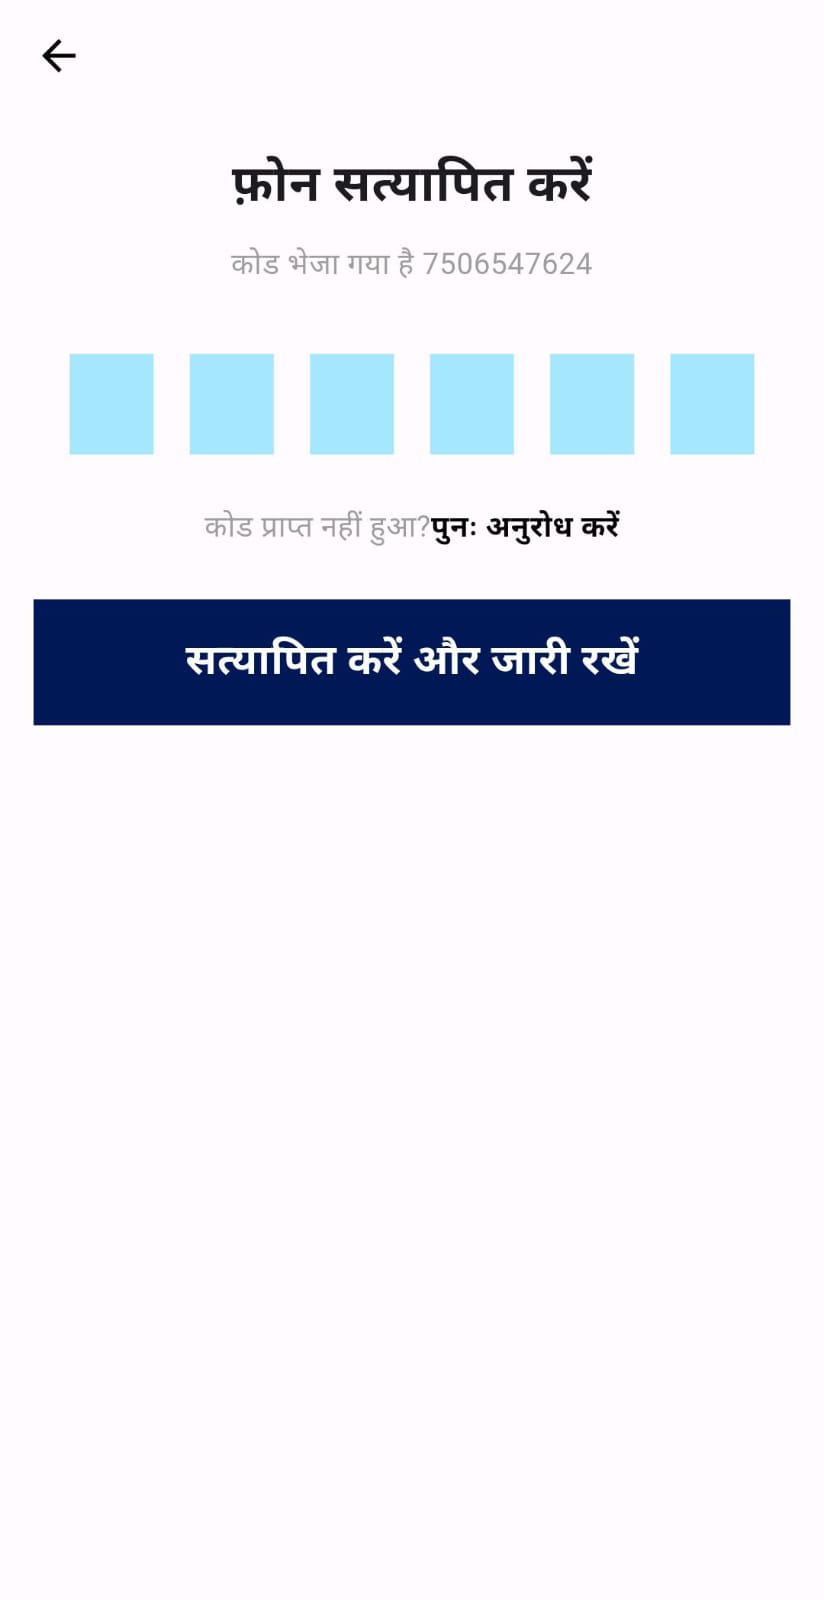 फ़ोन सत्यापित करें
कोड भेजा गया है 7506547624
कोड प्राप्त नहीं हुआ?पुनः अनुरोध करें
सत्यापित करें और जारी रखें